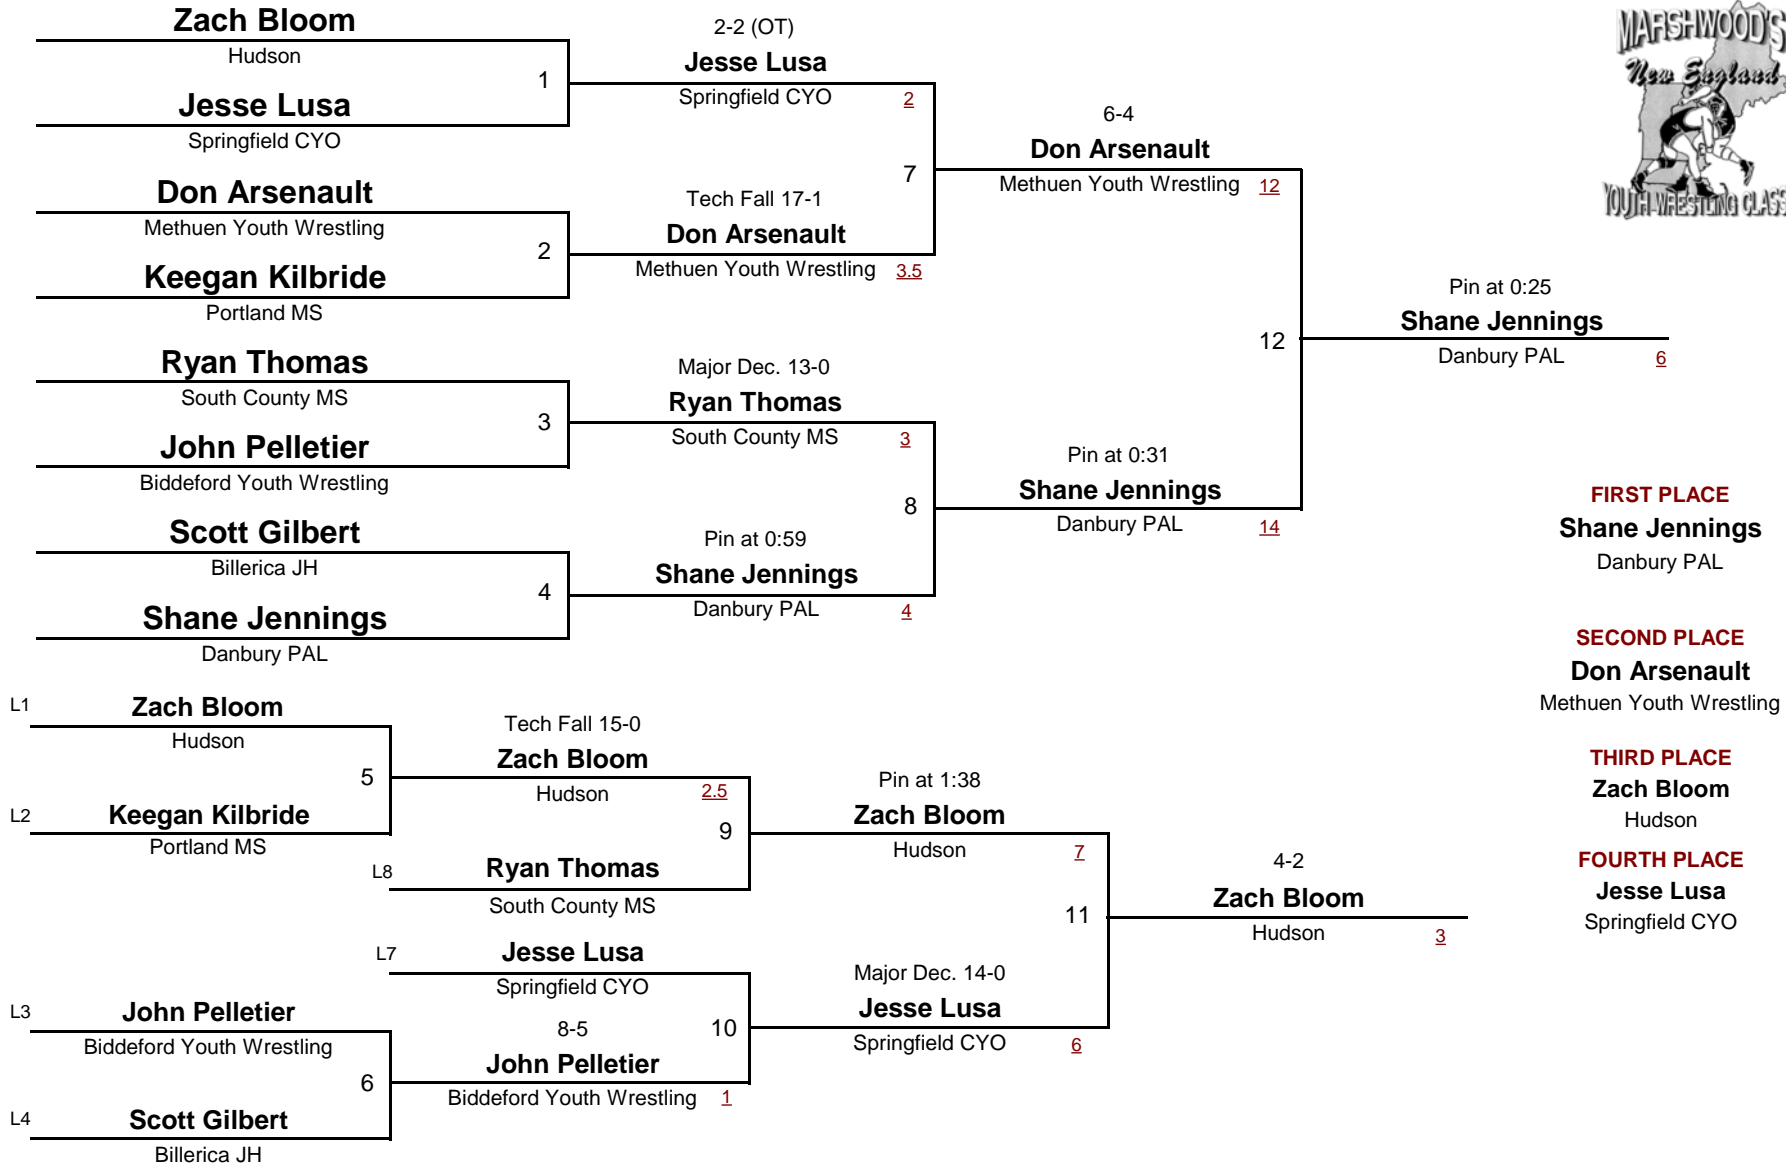 MARSHWOOD'S
New England
YOUTH WRESTLING CLASS
Zach Bloom
Hudson
1
Jesse Lusa
Springfield CYO
2-2 (OT)
Jesse Lusa
Springfield CYO 2
Don Arsenault
Methuen Youth Wrestling
2
Keegan Kilbride
Portland MS
Tech Fall 17-1
Don Arsenault
Methuen Youth Wrestling 3.5
7
6-4
Don Arsenault
Methuen Youth Wrestling 12
Ryan Thomas
South County MS
3
John Pelletier
Biddeford Youth Wrestling
Major Dec. 13-0
Ryan Thomas
South County MS 3
Scott Gilbert
Billerica JH
4
Shane Jennings
Danbury PAL
Pin at 0:59
Shane Jennings
Danbury PAL 4
8
Pin at 0:31
Shane Jennings
Danbury PAL 14
12
Pin at 0:25
Shane Jennings
Danbury PAL 6
FIRST PLACE
Shane Jennings
Danbury PAL
SECOND PLACE
Don Arsenault
Methuen Youth Wrestling
THIRD PLACE
Zach Bloom
Hudson
FOURTH PLACE
Jesse Lusa
Springfield CYO
L1 Zach Bloom
Hudson
5
L2 Keegan Kilbride
Portland MS
Tech Fall 15-0
Zach Bloom
Hudson 2.5
9
L8 Ryan Thomas
South County MS
Pin at 1:38
Zach Bloom
Hudson 7
L7 Jesse Lusa
Springfield CYO
L3 John Pelletier
Biddeford Youth Wrestling
6
L4 Scott Gilbert
Billerica JH
8-5
10
John Pelletier
Biddeford Youth Wrestling 1
Major Dec. 14-0
Jesse Lusa
Springfield CYO 6
11
4-2
Zach Bloom
Hudson 3